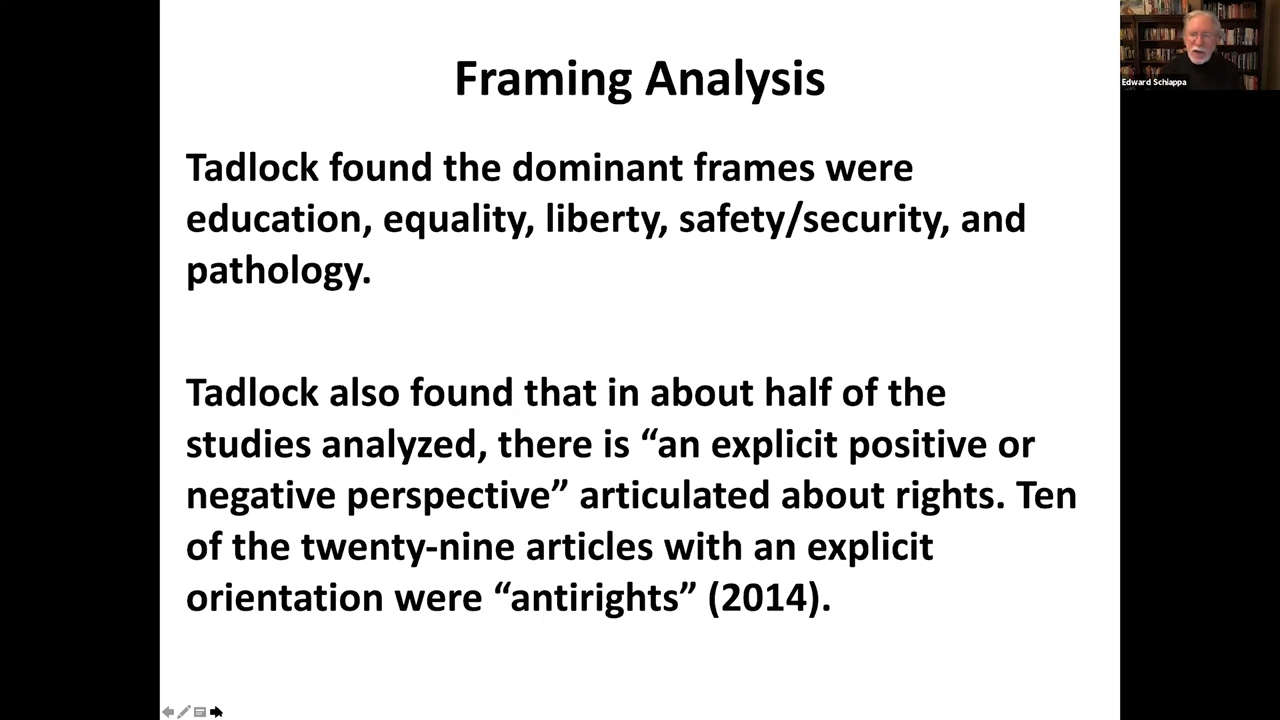 Framing Analysis
Edward Schiappa
Tadlock found the dominant frames were
education, equality, liberty, safety/security, and
pathology.
Tadlock also found that in about half of the
studies analyzed, there is “an explicit positive or
negative perspective” articulated about rights. Ten
of the twenty-nine articles with an explicit
orientation were “antirights” (2014).